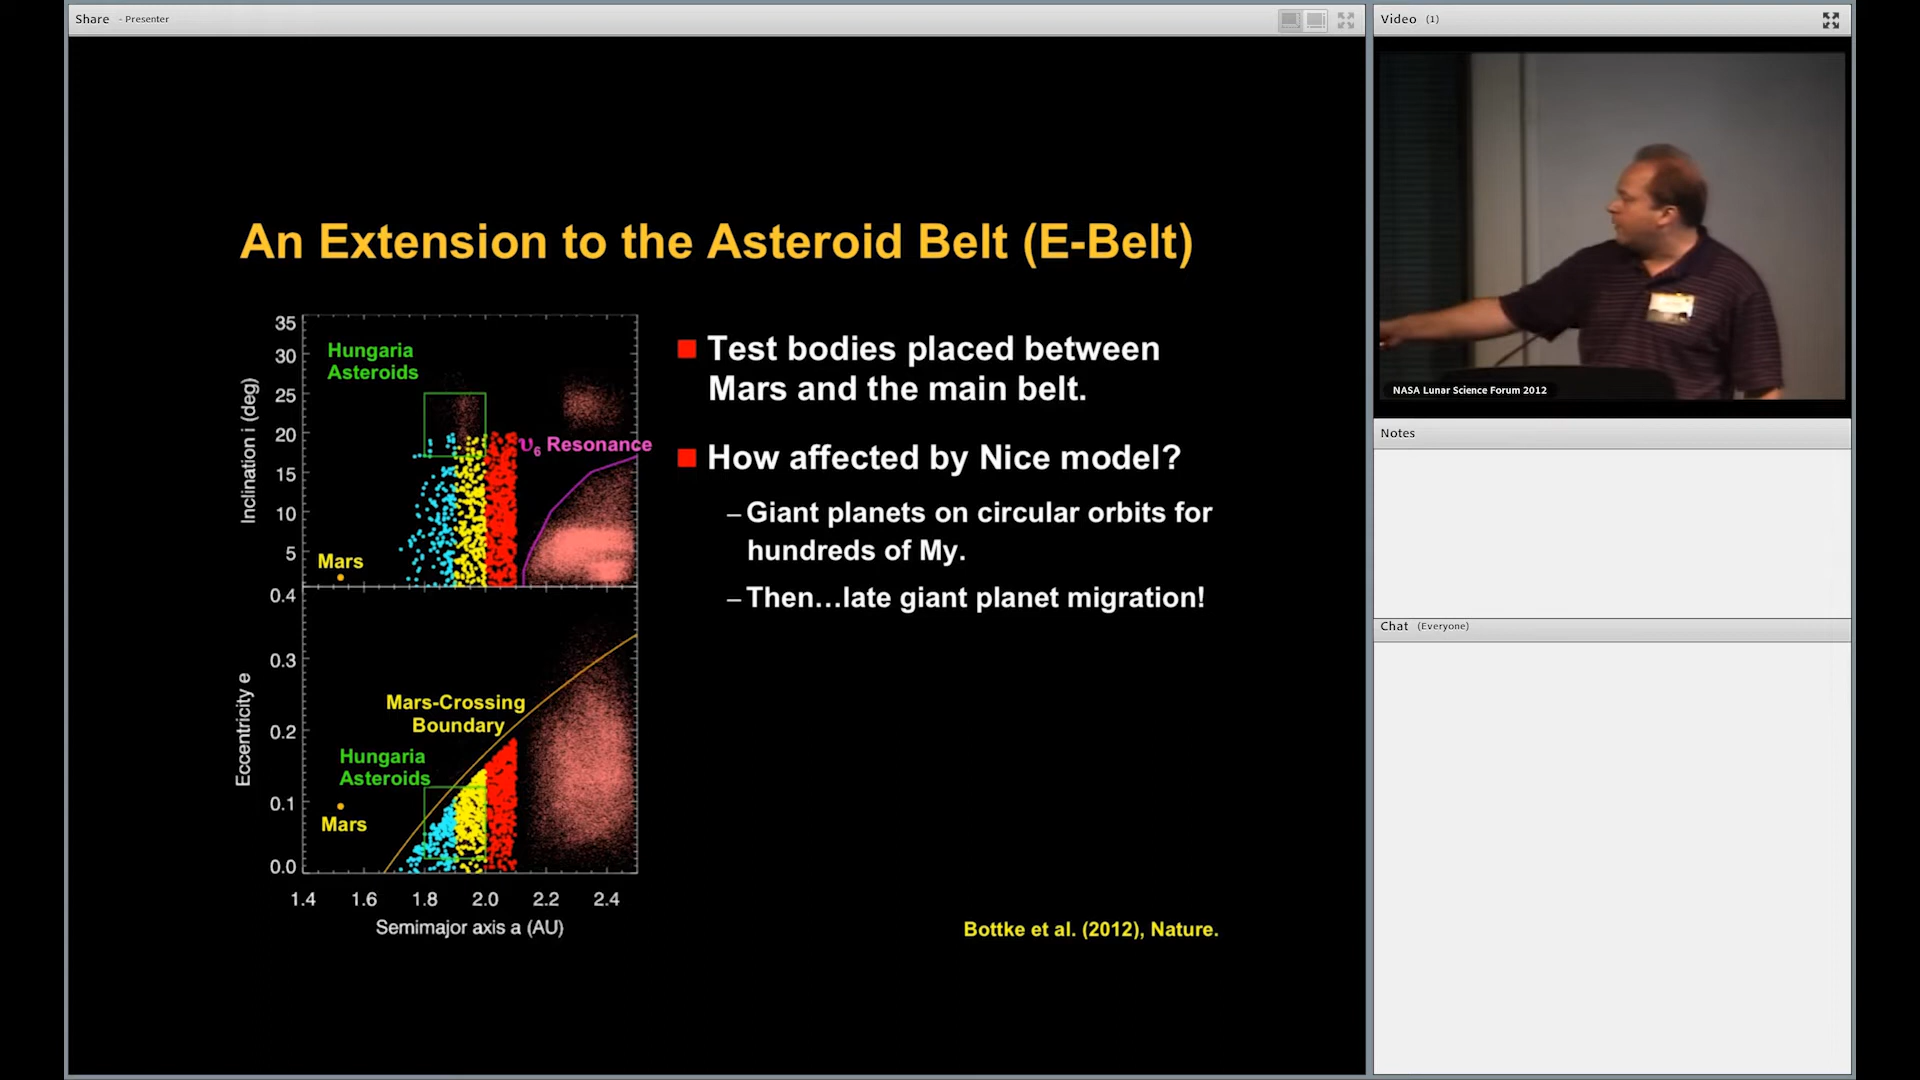 Share - Presenter
Video (1)
An Extension to the Asteroid Belt (E-Belt)
35
30
25
20
15
10
5
Inclination i (deg)
Hungaria
Asteroids
υ6 Resonance
Mars
0.4
0.3
0.2
0.1
0.0
Eccentricity e
Mars-Crossing
Boundary
Hungaria
Asteroids
Mars
1.4 1.6 1.8 2.0 2.2 2.4
Semimajor axis a (AU)
Test bodies placed between
Mars and the main belt.
How affected by Nice model?
– Giant planets on circular orbits for
hundreds of My.
– Then…late giant planet migration!
Bottke et al. (2012), Nature.
NASA Lunar Science Forum 2012
Notes
Chat (Everyone)